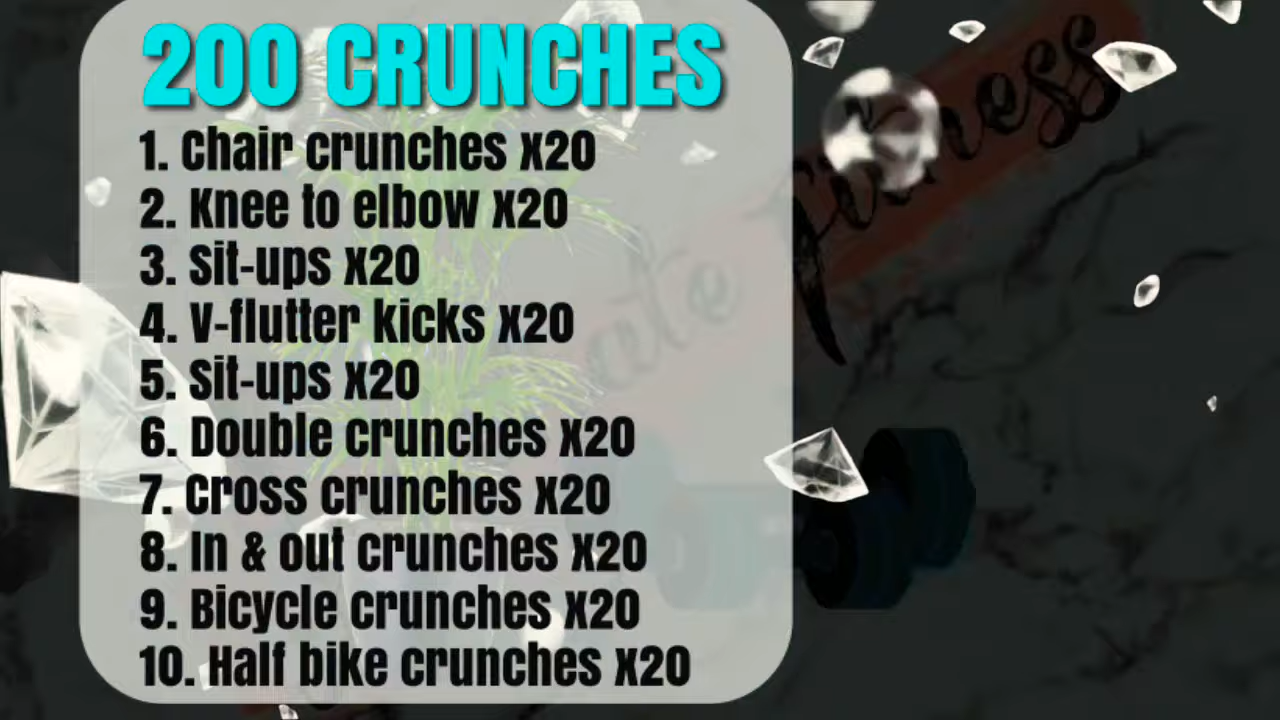 200 CRUNCHES
1. Chair crunches X20
2. Knee to elbow X20
3. Sit-ups X20
4. V-flutter kicks X20
5. Sit-ups X20
6. Double crunches X20
7. Cross crunches X20
8. In & out crunches X20
9. Bicycle crunches X20
10. Half bike crunches X20